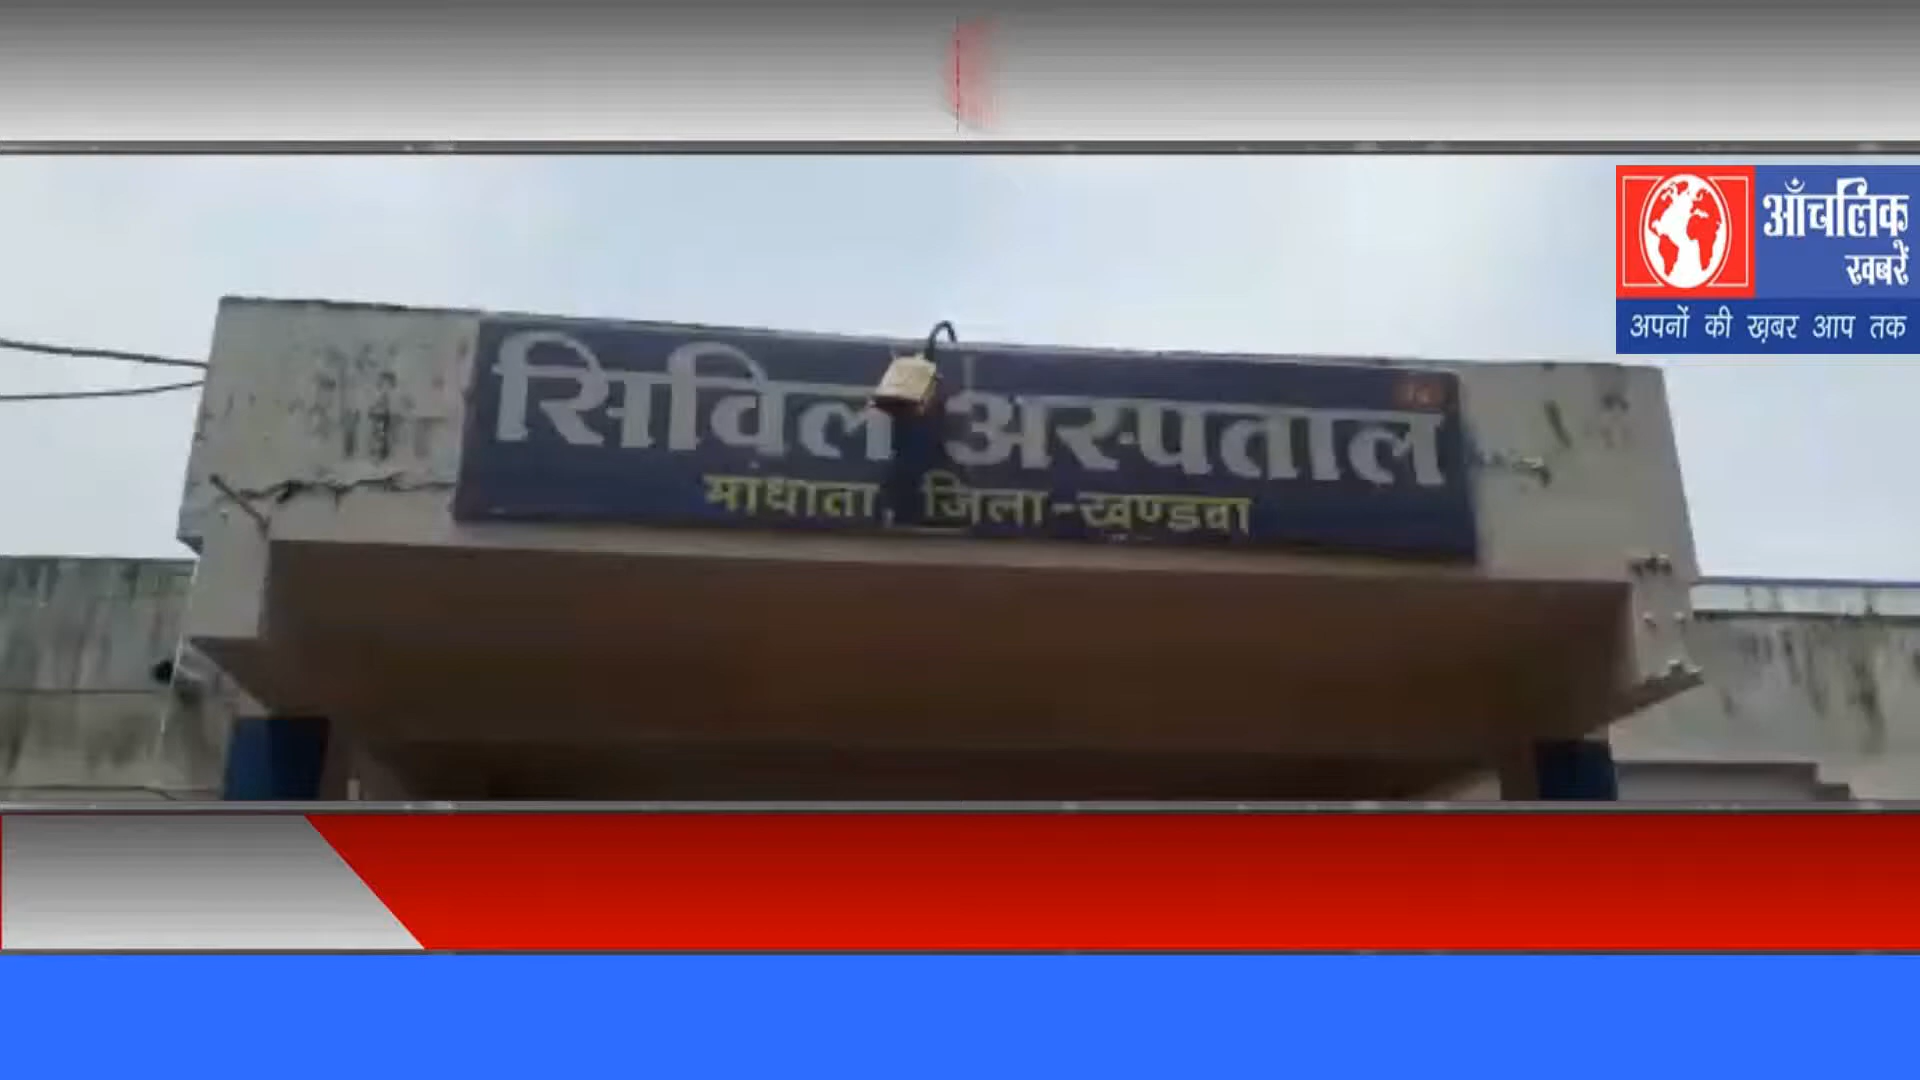 सिविल अस्पताल
मांधाता, जिला-खण्डवा
आँचलिक
खबरें
अपनों की ख़बर आप तक